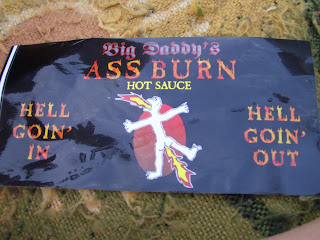 Big Daddy's
ASS BURN
HOT SAUCE
HELL
GOIN'
IN
HELL
GOIN'
OUT